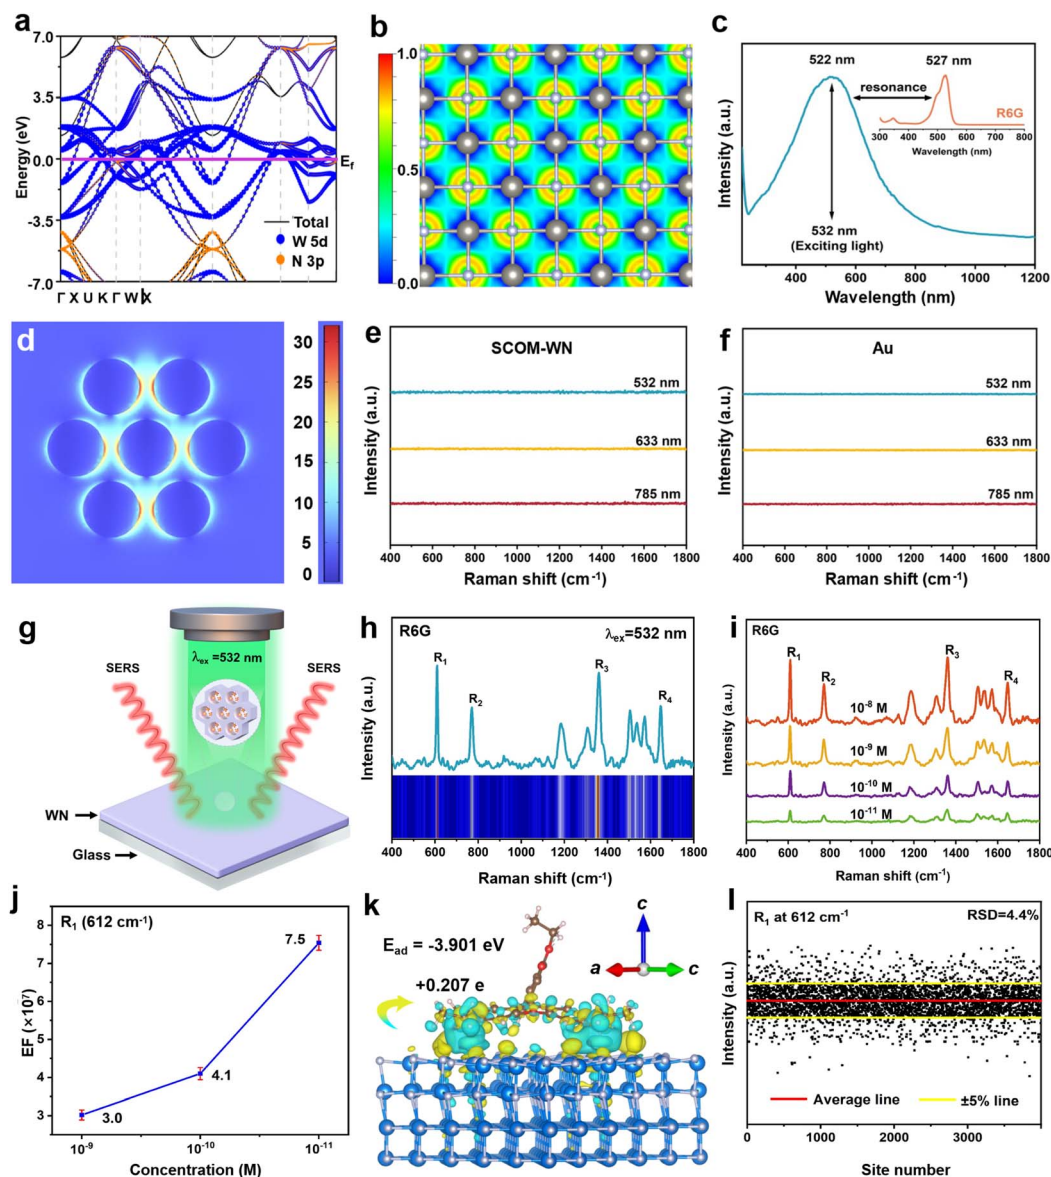 a
7.0
3.5
0.0
-3.5
-7.0
Energy (eV)
E_f
Total
W 5d
N 3p
Γ X U K Γ W X
b
1.0
0.5
0.0
c
522 nm
527 nm
resonance
R6G
300 400 500 600 700 800
Wavelength (nm)
532 nm
(Exciting light)
Intensity (a.u.)
400 600 800 1000 1200
Wavelength (nm)
d
30
25
20
15
10
5
0
e
SCOM-WN
532 nm
633 nm
785 nm
Intensity (a.u.)
400 600 800 1000 1200 1400 1600 1800
Raman shift (cm⁻¹)
f
Au
532 nm
633 nm
785 nm
Intensity (a.u.)
400 600 800 1000 1200 1400 1600 1800
Raman shift (cm⁻¹)
g
λex =532 nm
SERS
SERS
WN
Glass
h
R6G
λex=532 nm
R₁
R₂
R₃
R₄
Intensity (a.u.)
400 600 800 1000 1200 1400 1600 1800
Raman shift (cm⁻¹)
i
R6G
R₁
R₂
R₃
R₄
10⁻⁸ M
10⁻⁹ M
10⁻¹⁰ M
10⁻¹¹ M
Intensity (a.u.)
400 600 800 1000 1200 1400 1600 1800
Raman shift (cm⁻¹)
j
R₁ (612 cm⁻¹)
8
7
6
5
4
3
EF (×10⁷)
7.5
4.1
3.0
10⁻⁹ 10⁻¹⁰ 10⁻¹¹
Concentration (M)
k
E_ad = -3.901 eV
+0.207 e
c
a
c
l
R₁ at 612 cm⁻¹
RSD=4.4%
Intensity (a.u.)
Average line
±5% line
0 1000 2000 3000
Site number